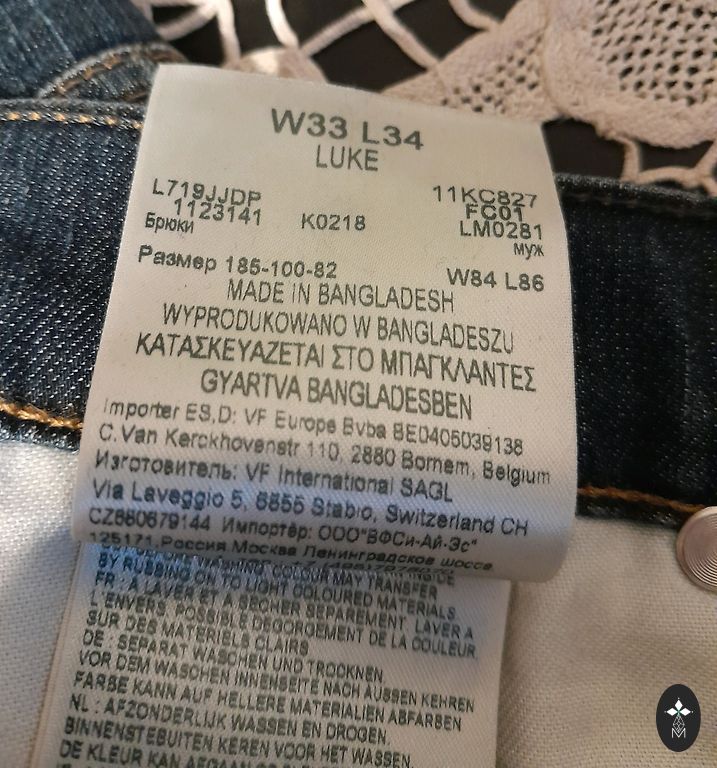 W33 L34
LUKE
L719JJDP 11KC827
1123141 K0218 FC01
Брюки LM0281
муж
Размер 185-100-82 W84 L86
MADE IN BANGLADESH
WYPRODUKOWANO W BANGLADESZU
ΚΑΤΑΣΚΕΥΑΖΕΤΑΙ ΣΤΟ ΜΠΑΓΚΛΑΝΤΕΣ
GYARTVA BANGLADESBEN
Importer ES,D: VF Europe Bvba BE0405039138
C.Van Kerckhovenstr 110, 2880 Bornem, Belgium
Изготовитель: VF International SAGL
Via Laveggio 5, 6855 Stabio, Switzerland CH
CZ680679144 Импортёр: ООО"ВФСи-Ай-Эс"
125171,Россия Москва Ленинградское шоссе
BY RUBBING ON TO LIGHT COLOURED MATERIALS
FR : A LAVER ET A SECHER SEPAREMENT. LAVER A
L'ENVERS. POSSIBLE DEGORGEMENT DE LA COULEUR
SUR DES MATERIELS CLAIRS
DE : SEPARAT WASCHEN UND TROCKNEN
VOR DEM WASCHEN INNENSEITE NACH AUSSEN KEHREN
FARBE KANN AUF HELLERE MATERIALIEN ABFARBEN
NL : AFZONDERLIJK WASSEN EN DROGEN.
BINNENSTEBUITEN KEREN VOOR HET WASSEN.
DE KLEUR KAN AFGEVEN OP
M